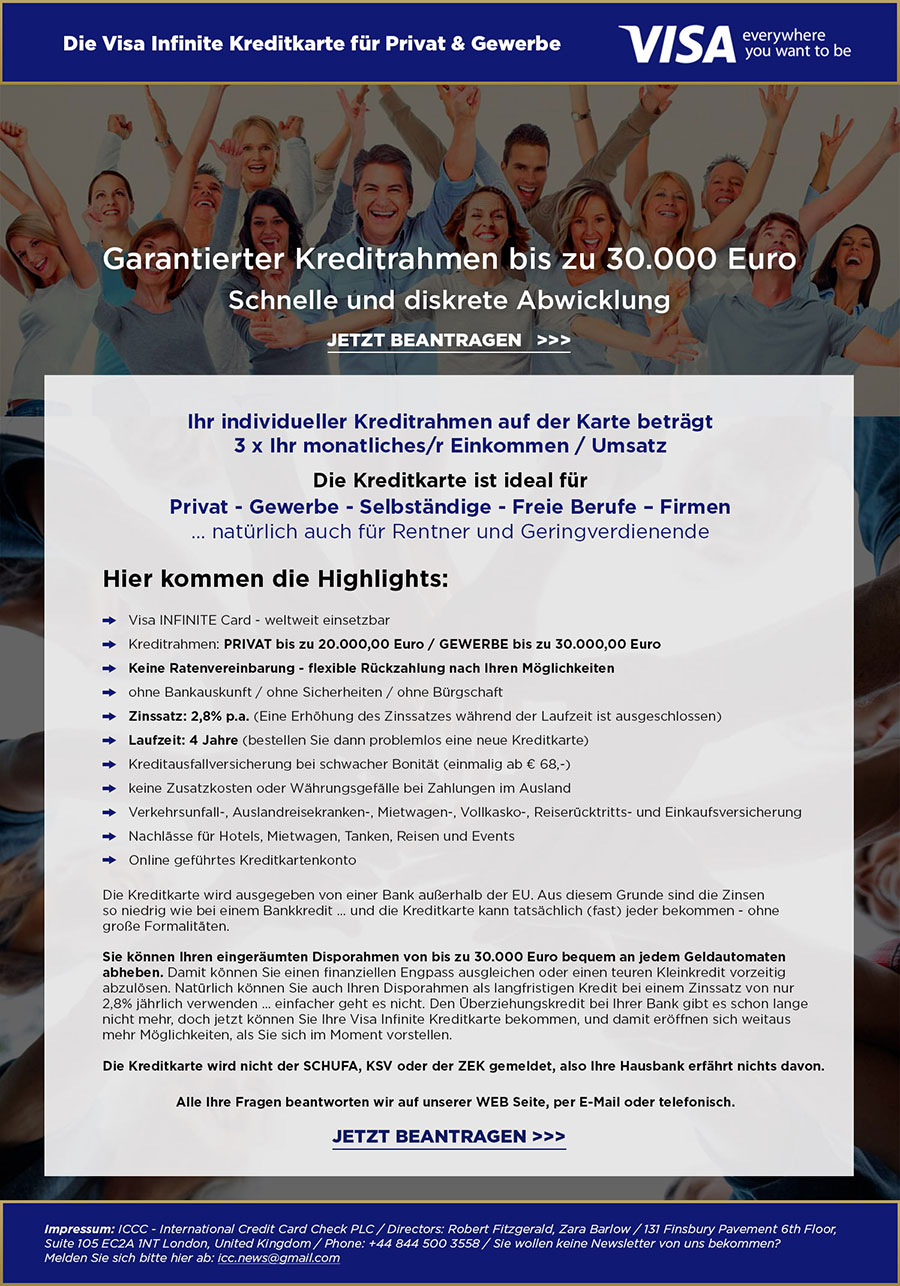 Die Visa Infinite Kreditkarte für Privat & Gewerbe
VISA everywhere
you want to be
Garantierter Kreditrahmen bis zu 30.000 Euro
Schnelle und diskrete Abwicklung
JETZT BEANTRAGEN >>>
Ihr individueller Kreditrahmen auf der Karte beträgt
3 x Ihr monatliches/r Einkommen / Umsatz
Die Kreditkarte ist ideal für
Privat - Gewerbe - Selbständige - Freie Berufe – Firmen
... natürlich auch für Rentner und Geringverdienende
Hier kommen die Highlights:
Visa INFINITE Card - weltweit einsetzbar
Kreditrahmen: PRIVAT bis zu 20.000,00 Euro / GEWERBE bis zu 30.000,00 Euro
Keine Ratenvereinbarung - flexible Rückzahlung nach Ihren Möglichkeiten
ohne Bankauskunft / ohne Sicherheiten / ohne Bürgschaft
Zinssatz: 2,8% p.a. (Eine Erhöhung des Zinssatzes während der Laufzeit ist ausgeschlossen)
Laufzeit: 4 Jahre (bestellen Sie dann problemlos eine neue Kreditkarte)
Kreditausfallversicherung bei schwacher Bonität (einmalig ab € 68,-)
keine Zusatzkosten oder Währungsgefälle bei Zahlungen im Ausland
Verkehrsunfall-, Auslandreisekranken-, Mietwagen-, Vollkasko-, Reiserücktritts- und Einkaufsversicherung
Nachlässe für Hotels, Mietwagen, Tanken, Reisen und Events
Online geführtes Kreditkartenkonto
Die Kreditkarte wird ausgegeben von einer Bank außerhalb der EU. Aus diesem Grunde sind die Zinsen
so niedrig wie bei einem Bankkredit ... und die Kreditkarte kann tatsächlich (fast) jeder bekommen - ohne
große Formalitäten.
Sie können Ihren eingeräumten Disporahmen von bis zu 30.000 Euro bequem an jedem Geldautomaten
abheben. Damit können Sie einen finanziellen Engpass ausgleichen oder einen teuren Kleinkredit vorzeitig
abzulösen. Natürlich können Sie auch Ihren Disporahmen als langfristigen Kredit bei einem Zinssatz von nur
2,8% jährlich verwenden ... einfacher geht es nicht. Den Überziehungskredit bei Ihrer Bank gibt es schon lange
nicht mehr, doch jetzt können Sie Ihre Visa Infinite Kreditkarte bekommen, und damit eröffnen sich weitaus
mehr Möglichkeiten, als Sie sich im Moment vorstellen.
Die Kreditkarte wird nicht der SCHUFA, KSV oder der ZEK gemeldet, also Ihre Hausbank erfährt nichts davon.
Alle Ihre Fragen beantworten wir auf unserer WEB Seite, per E-Mail oder telefonisch.
JETZT BEANTRAGEN >>>
Impressum: ICCC - International Credit Card Check PLC / Directors: Robert Fitzgerald, Zara Barlow / 131 Finsbury Pavement 6th Floor,
Suite 105 EC2A 1NT London, United Kingdom / Phone: +44 844 500 3558 / Sie wollen keine Newsletter von uns bekommen?
Melden Sie sich bitte hier ab: icc.news@gmail.com